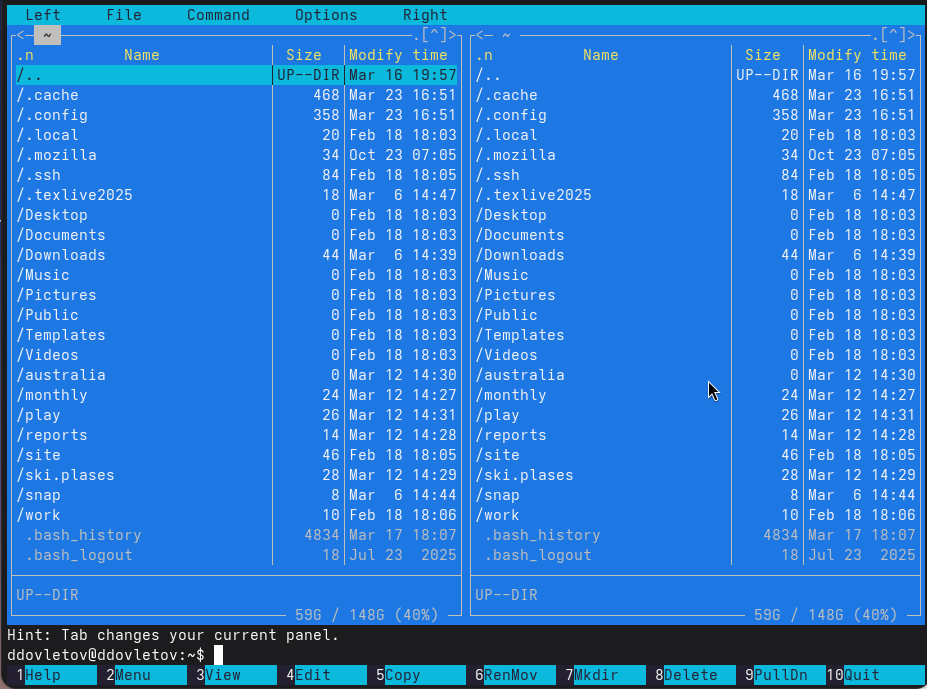 Left File Command Options Right
<─ ~ .[^]> <─ ~ .[^]>
.n Name Size Modify time .n Name Size Modify time
/.. UP--DIR Mar 16 19:57 /.. UP--DIR Mar 16 19:57
/.cache 468 Mar 23 16:51 /.cache 468 Mar 23 16:51
/.config 358 Mar 23 16:51 /.config 358 Mar 23 16:51
/.local 20 Feb 18 18:03 /.local 20 Feb 18 18:03
/.mozilla 34 Oct 23 07:05 /.mozilla 34 Oct 23 07:05
/.ssh 84 Feb 18 18:05 /.ssh 84 Feb 18 18:05
/.texlive2025 18 Mar 6 14:47 /.texlive2025 18 Mar 6 14:47
/Desktop 0 Feb 18 18:03 /Desktop 0 Feb 18 18:03
/Documents 0 Feb 18 18:03 /Documents 0 Feb 18 18:03
/Downloads 44 Mar 6 14:39 /Downloads 44 Mar 6 14:39
/Music 0 Feb 18 18:03 /Music 0 Feb 18 18:03
/Pictures 0 Feb 18 18:03 /Pictures 0 Feb 18 18:03
/Public 0 Feb 18 18:03 /Public 0 Feb 18 18:03
/Templates 0 Feb 18 18:03 /Templates 0 Feb 18 18:03
/Videos 0 Feb 18 18:03 /Videos 0 Feb 18 18:03
/australia 0 Mar 12 14:30 /australia 0 Mar 12 14:30
/monthly 24 Mar 12 14:27 /monthly 24 Mar 12 14:27
/play 26 Mar 12 14:31 /play 26 Mar 12 14:31
/reports 14 Mar 12 14:28 /reports 14 Mar 12 14:28
/site 46 Feb 18 18:05 /site 46 Feb 18 18:05
/ski.plases 28 Mar 12 14:29 /ski.plases 28 Mar 12 14:29
/snap 8 Mar 6 14:44 /snap 8 Mar 6 14:44
/work 10 Feb 18 18:06 /work 10 Feb 18 18:06
.bash_history 4834 Mar 17 18:07 .bash_history 4834 Mar 17 18:07
.bash_logout 18 Jul 23 2025 .bash_logout 18 Jul 23 2025
UP--DIR UP--DIR
59G / 148G (40%) 59G / 148G (40%)
Hint: Tab changes your current panel.
ddovletov@ddovletov:~$
1Help 2Menu 3View 4Edit 5Copy 6RenMov 7Mkdir 8Delete 9PullDn 10Quit